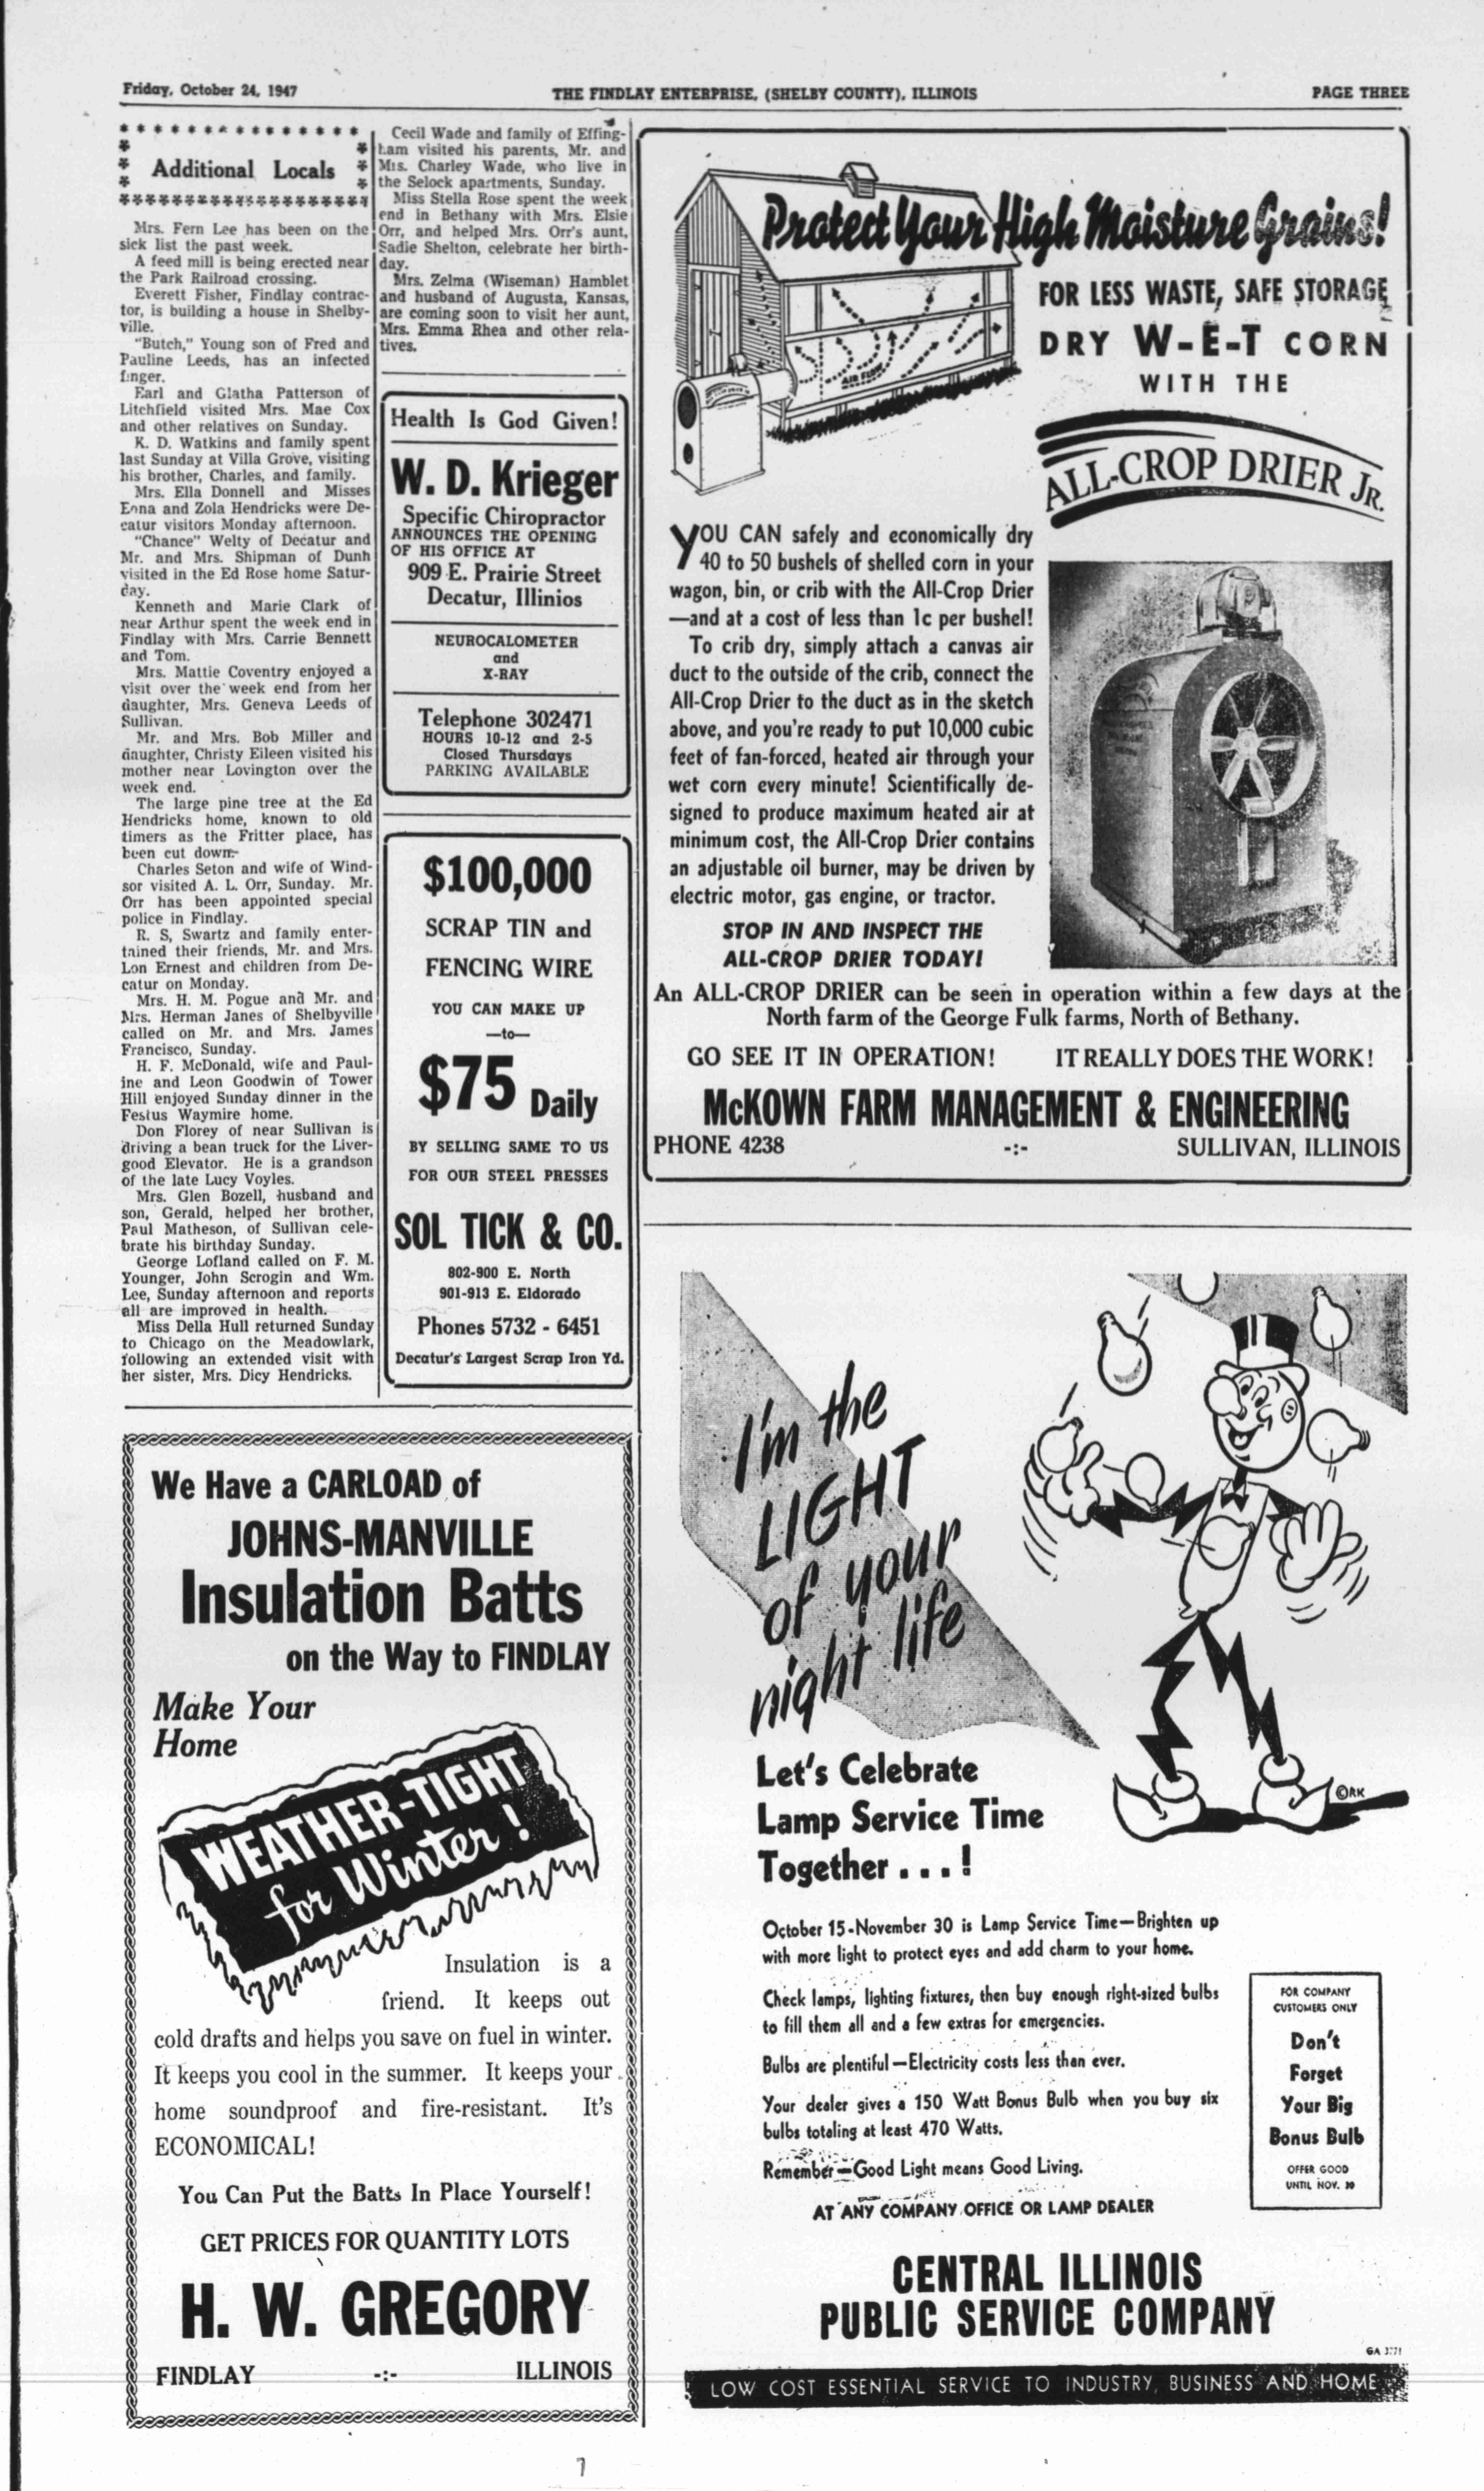 Friday, October 24, 1947
THE FINDLAY ENTERPRISE, (SHELBY COUNTY), ILLINOIS
PAGE THREE
Additional Locals
Mrs. Fern Lee has been on the
sick list the past week.
A feed mill is being erected near
the Park Railroad crossing.
Everett Fisher, Findlay contrac-
tor, is building a house in Shelby-
ville.
"Butch," Young son of Fred and
Pauline Leeds, has an infected
finger.
Earl and Glatha Patterson of
Litchfield visited Mrs. Mae Cox
and other relatives on Sunday.
K. D. Watkins and family spent
last Sunday at Villa Grove, visiting
his brother, Charles, and family.
Mrs. Ella Donnell and Misses
Enna and Zola Hendricks were De-
catur visitors Monday afternoon.
"Chance" Welty of Decatur and
Mr. and Mrs. Shipman of Dunh
visited in the Ed Rose home Satur-
day.
Kenneth and Marie Clark of
near Arthur spent the week end in
Findlay with Mrs. Carrie Bennett
and Tom.
Mrs. Mattie Coventry enjoyed a
visit over the week end from her
daughter, Mrs. Geneva Leeds of
Sullivan.
Mr. and Mrs. Bob Miller and
daughter, Christy Eileen visited his
mother near Lovington over the
week end.
The large pine tree at the Ed
Hendricks home, known to old
timers as the Fritter place, has
been cut down.
Charles Seton and wife of Wind-
sor visited A. L. Orr, Sunday. Mr.
Orr has been appointed special
police in Findlay.
R. S, Swartz and family enter-
tained their friends, Mr. and Mrs.
Lon Ernest and children from De-
catur on Monday.
Mrs. H. M. Pogue and Mr. and
Mrs. Herman Janes of Shelbyville
called on Mr. and Mrs. James
Francisco, Sunday.
H. F. McDonald, wife and Paul-
ine and Leon Goodwin of Tower
Hill enjoyed Sunday dinner in the
Festus Waymire home.
Don Florey of near Sullivan is
driving a bean truck for the Liver-
good Elevator. He is a grandson
of the late Lucy Voyles.
Mrs. Glen Bozell, husband and
son, Gerald, helped her brother,
Paul Matheson, of Sullivan cele-
brate his birthday Sunday.
George Lofland called on F. M.
Younger, John Scrogin and Wm.
Lee, Sunday afternoon and reports
all are improved in health.
Miss Della Hull returned Sunday
to Chicago on the Meadowlark,
following an extended visit with
her sister, Mrs. Dicy Hendricks.
Cecil Wade and family of Effing-
ham visited his parents, Mr. and
Mrs. Charley Wade, who live in
the Selock apartments, Sunday.
Miss Stella Rose spent the week
end in Bethany with Mrs. Elsie
Orr, and helped Mrs. Orr's aunt,
Sadie Shelton, celebrate her birth-
day.
Mrs. Zelma (Wiseman) Hamblet
and husband of Augusta, Kansas,
are coming soon to visit her aunt,
Mrs. Emma Rhea and other rela-
tives.
Health Is God Given!
W. D. Krieger
Specific Chiropractor
ANNOUNCES THE OPENING
OF HIS OFFICE AT
909 E. Prairie Street
Decatur, Illinios
NEUROCALOMETER
and
X-RAY
Telephone 302471
HOURS 10-12 and 2-5
Closed Thursdays
PARKING AVAILABLE
$100,000
SCRAP TIN and
FENCING WIRE
YOU CAN MAKE UP
—to—
$75 Daily
BY SELLING SAME TO US
FOR OUR STEEL PRESSES
SOL TICK & CO.
802-900 E. North
901-913 E. Eldorado
Phones 5732 - 6451
Decatur's Largest Scrap Iron Yd.
We Have a CARLOAD of
JOHNS-MANVILLE
Insulation Batts
on the Way to FINDLAY
Make Your
Home
WEATHER-TIGHT
for Winter!
Insulation is a
friend. It keeps out
cold drafts and helps you save on fuel in winter.
It keeps you cool in the summer. It keeps your
home soundproof and fire-resistant. It's
ECONOMICAL!
You Can Put the Batts In Place Yourself!
GET PRICES FOR QUANTITY LOTS
H. W. GREGORY
FINDLAY -:- ILLINOIS
Protect Your High Moisture Grains!
FOR LESS WASTE, SAFE STORAGE
DRY W-E-T CORN
WITH THE
ALL-CROP DRIER JR.
AIR FLOW
YOU CAN safely and economically dry
40 to 50 bushels of shelled corn in your
wagon, bin, or crib with the All-Crop Drier
—and at a cost of less than 1c per bushel!
To crib dry, simply attach a canvas air
duct to the outside of the crib, connect the
All-Crop Drier to the duct as in the sketch
above, and you're ready to put 10,000 cubic
feet of fan-forced, heated air through your
wet corn every minute! Scientifically de-
signed to produce maximum heated air at
minimum cost, the All-Crop Drier contains
an adjustable oil burner, may be driven by
electric motor, gas engine, or tractor.
STOP IN AND INSPECT THE
ALL-CROP DRIER TODAY!
An ALL-CROP DRIER can be seen in operation within a few days at the
North farm of the George Fulk farms, North of Bethany.
GO SEE IT IN OPERATION! IT REALLY DOES THE WORK!
McKOWN FARM MANAGEMENT & ENGINEERING
PHONE 4238 -:- SULLIVAN, ILLINOIS
I'm the
LIGHT
of your
night life
©RK
Let's Celebrate
Lamp Service Time
Together . . . !
October 15-November 30 is Lamp Service Time—Brighten up
with more light to protect eyes and add charm to your home.
Check lamps, lighting fixtures, then buy enough right-sized bulbs
to fill them all and a few extras for emergencies.
Bulbs are plentiful—Electricity costs less than ever.
Your dealer gives a 150 Watt Bonus Bulb when you buy six
bulbs totaling at least 470 Watts.
Remember—Good Light means Good Living.
AT ANY COMPANY OFFICE OR LAMP DEALER
FOR COMPANY
CUSTOMERS ONLY
Don't
Forget
Your Big
Bonus Bulb
OFFER GOOD
UNTIL NOV. 30
CENTRAL ILLINOIS
PUBLIC SERVICE COMPANY
GA
LOW COST ESSENTIAL SERVICE TO INDUSTRY, BUSINESS AND HOME
7